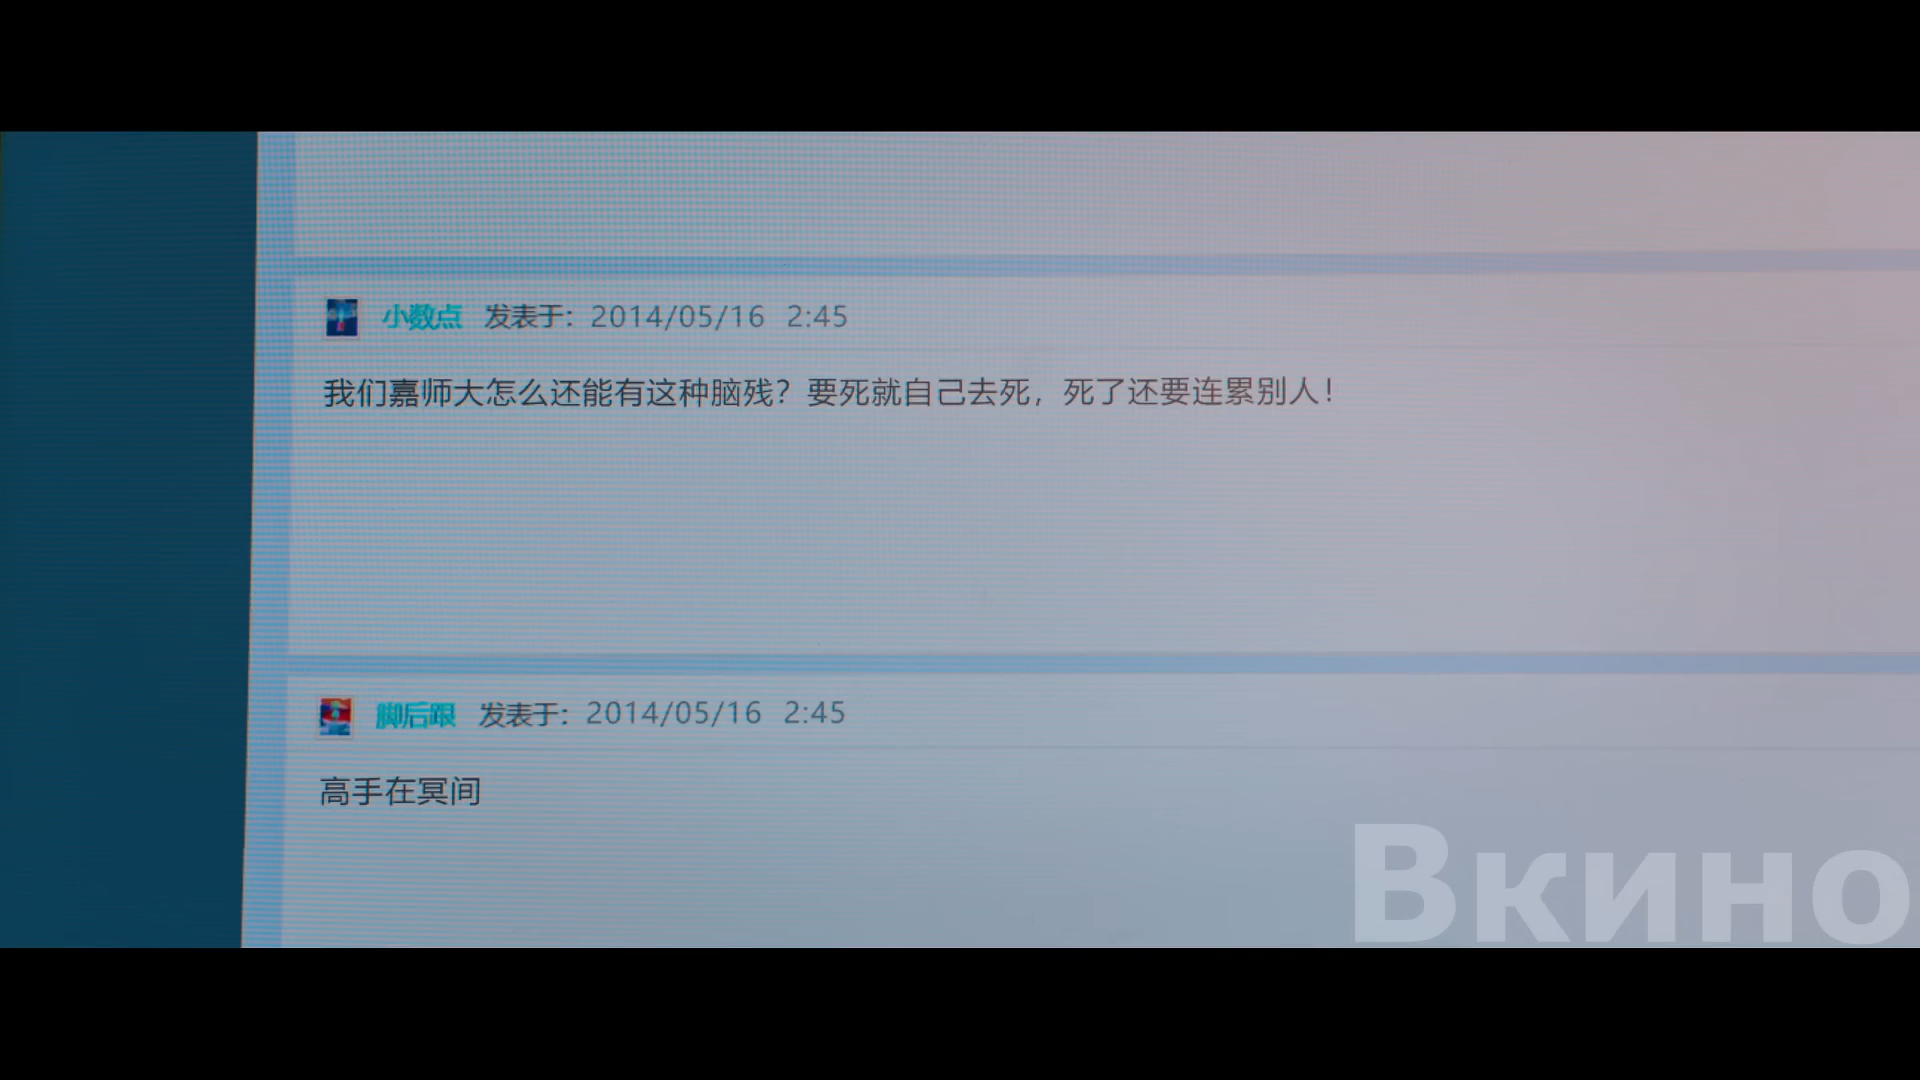 小数点 发表于: 2014/05/16 2:45
我们嘉师大怎么还能有这种脑残？要死就自己去死，死了还要连累别人！
脚后跟 发表于: 2014/05/16 2:45
高手在冥间
Вкино